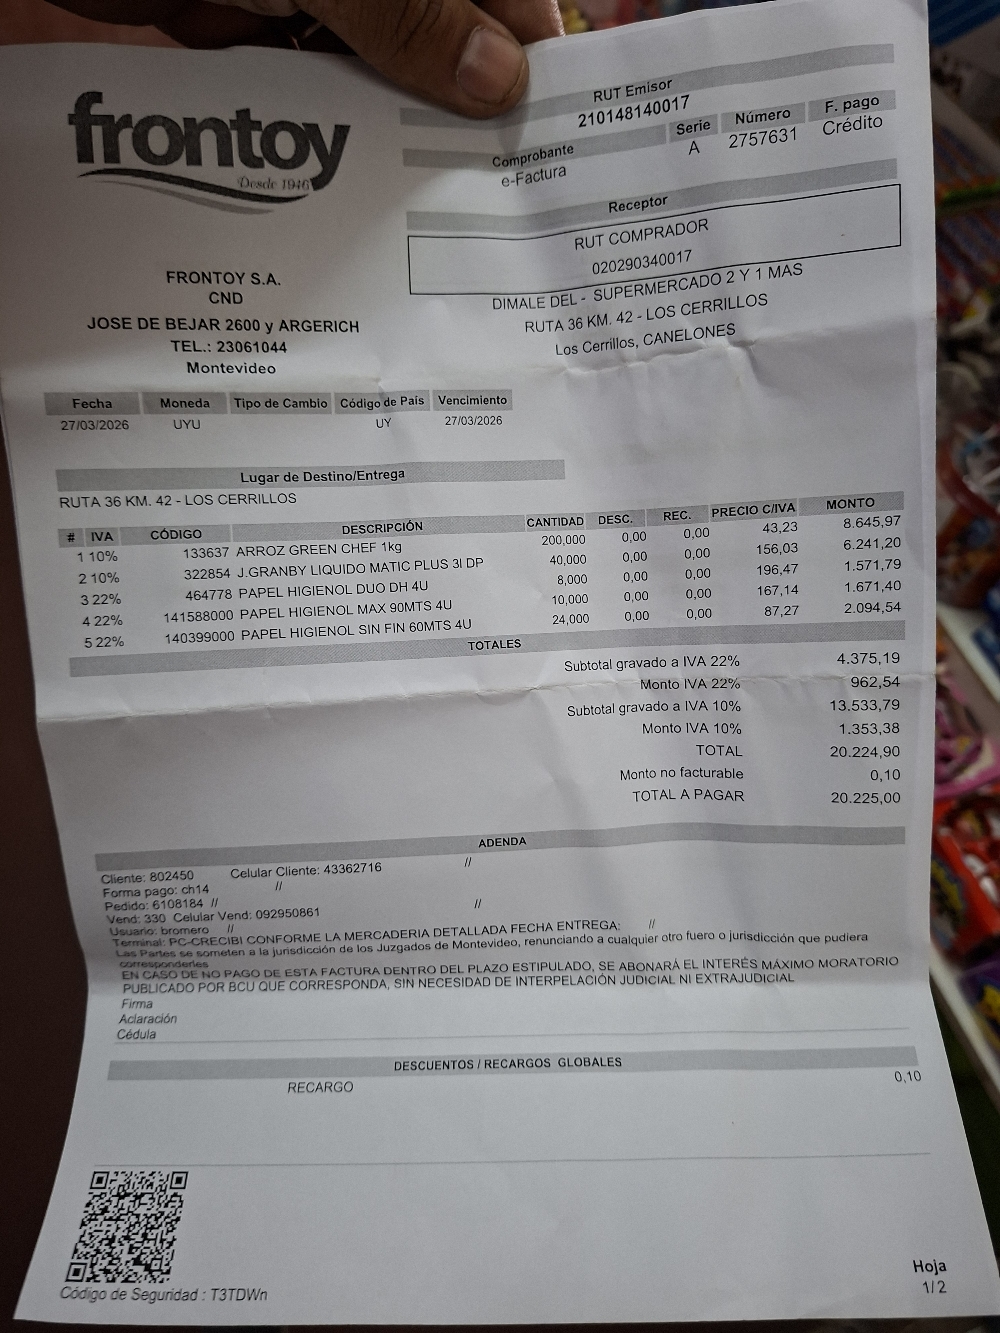 frontoy
Desde 1946
RUT Emisor
210148140017
Comprobante Serie Número F. pago
e-Factura A 2757631 Crédito
Receptor
RUT COMPRADOR
020290340017
DIMALE DEL - SUPERMERCADO 2 Y 1 MAS
RUTA 36 KM. 42 - LOS CERRILLOS
Los Cerrillos, CANELONES
FRONTOY S.A.
CND
JOSE DE BEJAR 2600 y ARGERICH
TEL.: 23061044
Montevideo
Fecha Moneda Tipo de Cambio Código de País Vencimiento
27/03/2026 UYU UY 27/03/2026
Lugar de Destino/Entrega
RUTA 36 KM. 42 - LOS CERRILLOS
# IVA CÓDIGO DESCRIPCIÓN CANTIDAD DESC. REC. PRECIO C/IVA MONTO
1 10% 133637 ARROZ GREEN CHEF 1kg 200,000 0,00 0,00 43,23 8.645,97
2 10% 322854 J.GRANBY LIQUIDO MATIC PLUS 3l DP 40,000 0,00 0,00 156,03 6.241,20
3 22% 464778 PAPEL HIGIENOL DUO DH 4U 8,000 0,00 0,00 196,47 1.571,79
4 22% 141588000 PAPEL HIGIENOL MAX 90MTS 4U 10,000 0,00 0,00 167,14 1.671,40
5 22% 140399000 PAPEL HIGIENOL SIN FIN 60MTS 4U 24,000 0,00 0,00 87,27 2.094,54
TOTALES
Subtotal gravado a IVA 22% 4.375,19
Monto IVA 22% 962,54
Subtotal gravado a IVA 10% 13.533,79
Monto IVA 10% 1.353,38
TOTAL 20.224,90
Monto no facturable 0,10
TOTAL A PAGAR 20.225,00
ADENDA
Cliente: 802450 Celular Cliente: 43362716 //
Forma pago: ch14 //
Pedido: 6108184 // //
Vend: 330 Celular Vend: 092950861
Usuario: bromero //
Terminal: PC-CRECIBI CONFORME LA MERCADERIA DETALLADA FECHA ENTREGA: //
Las Partes se someten a la jurisdicción de los Juzgados de Montevideo, renunciando a cualquier otro fuero o jurisdicción que pudiera
corresponderles
EN CASO DE NO PAGO DE ESTA FACTURA DENTRO DEL PLAZO ESTIPULADO, SE ABONARÁ EL INTERÉS MÁXIMO MORATORIO
PUBLICADO POR BCU QUE CORRESPONDA, SIN NECESIDAD DE INTERPELACIÓN JUDICIAL NI EXTRAJUDICIAL
Firma
Aclaración
Cédula
DESCUENTOS / RECARGOS GLOBALES
RECARGO 0,10
Código de Seguridad : T3TDWn
Hoja
1/2